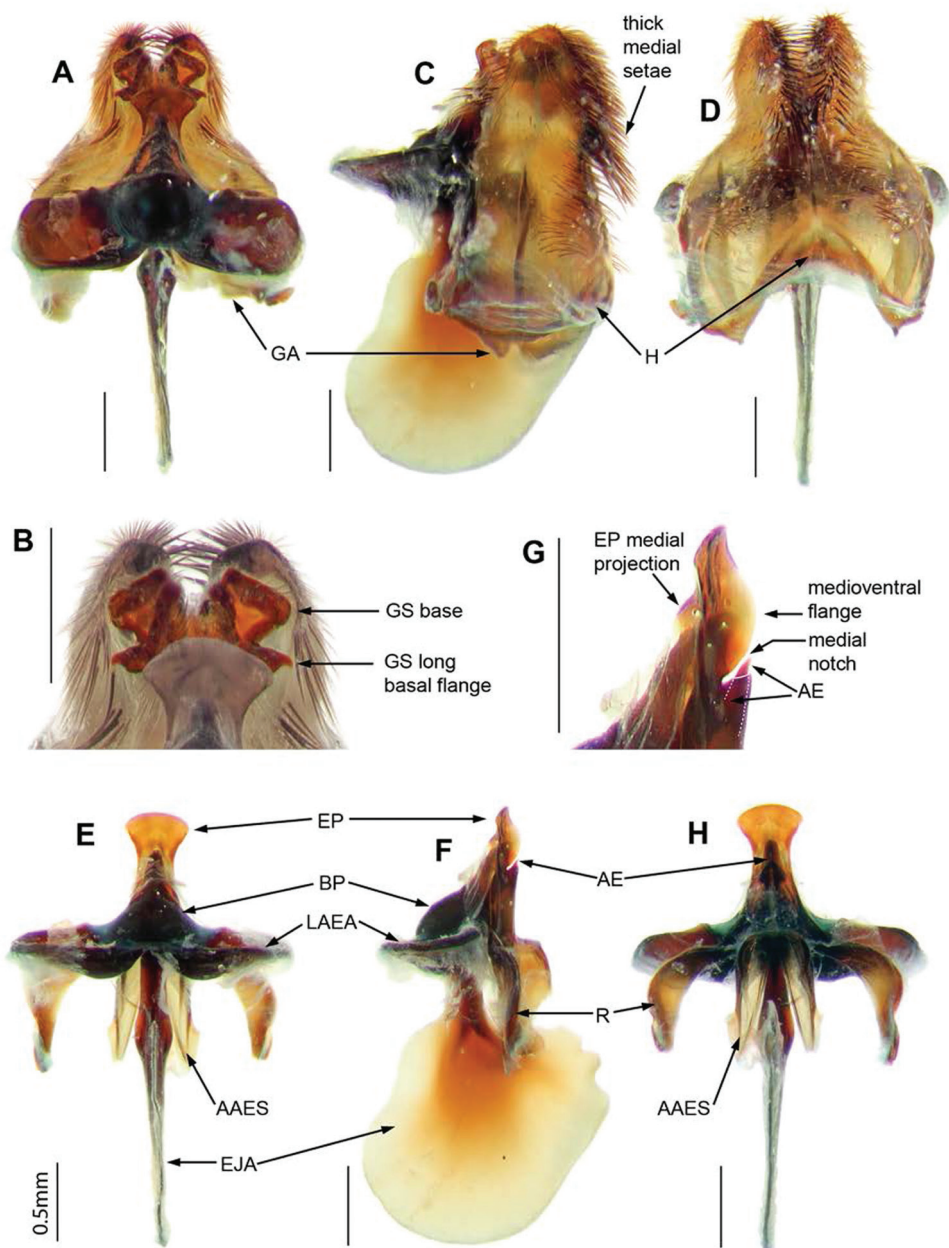 A
C
thick
medial
setae
D
GA
H
B
GS base
GS long
basal flange
G
EP medial
projection
medioventral
flange
medial
notch
AE
E
EP
F
H
BP
AE
LAEA
R
AAES
AAES
EJA
0.5mm